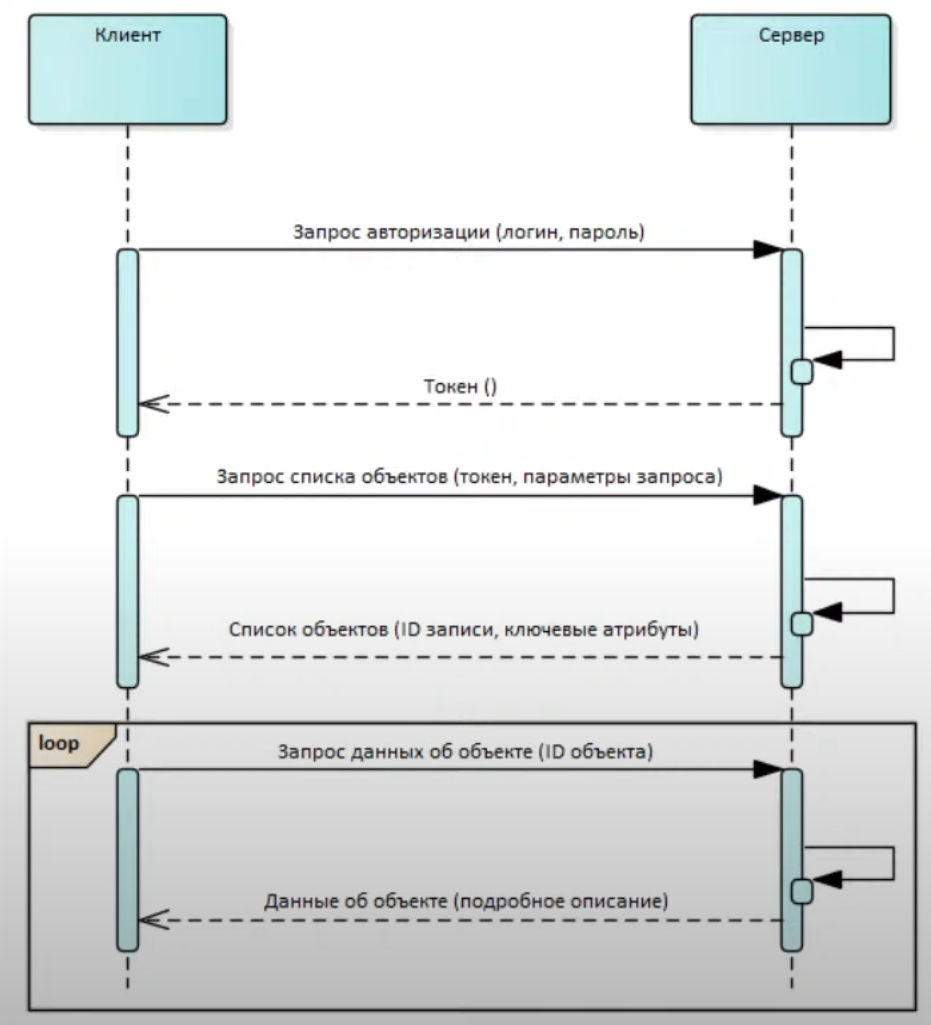 Клиент
Сервер
Запрос авторизации (логин, пароль)
Токен ()
Запрос списка объектов (токен, параметры запроса)
Список объектов (ID записи, ключевые атрибуты)
loop
Запрос данных об объекте (ID объекта)
Данные об объекте (подробное описание)